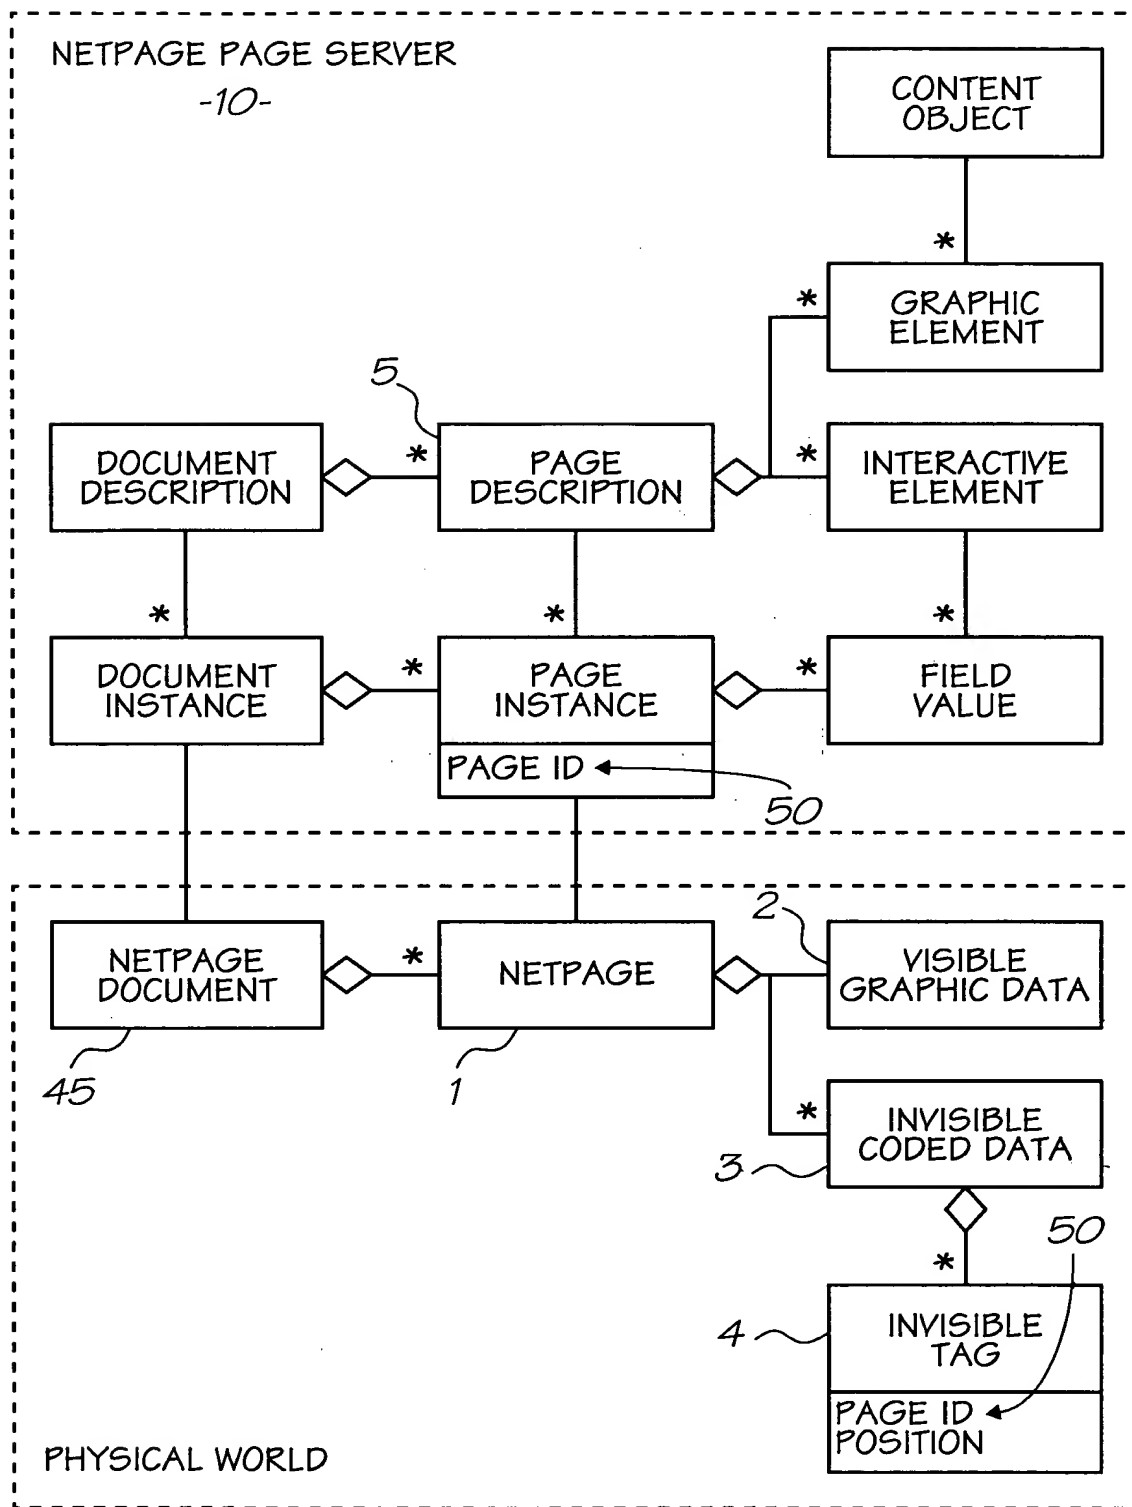 NETPAGE PAGE SERVER
-10-
CONTENT
OBJECT
*
*
GRAPHIC
ELEMENT
5
DOCUMENT
DESCRIPTION
*
PAGE
DESCRIPTION
*
INTERACTIVE
ELEMENT
*
*
*
DOCUMENT
INSTANCE
*
PAGE
INSTANCE
*
FIELD
VALUE
PAGE ID
50
2
NETPAGE
DOCUMENT
*
NETPAGE
VISIBLE
GRAPHIC DATA
45
1
*
INVISIBLE
CODED DATA
3
50
*
4
INVISIBLE
TAG
PAGE ID
POSITION
PHYSICAL WORLD